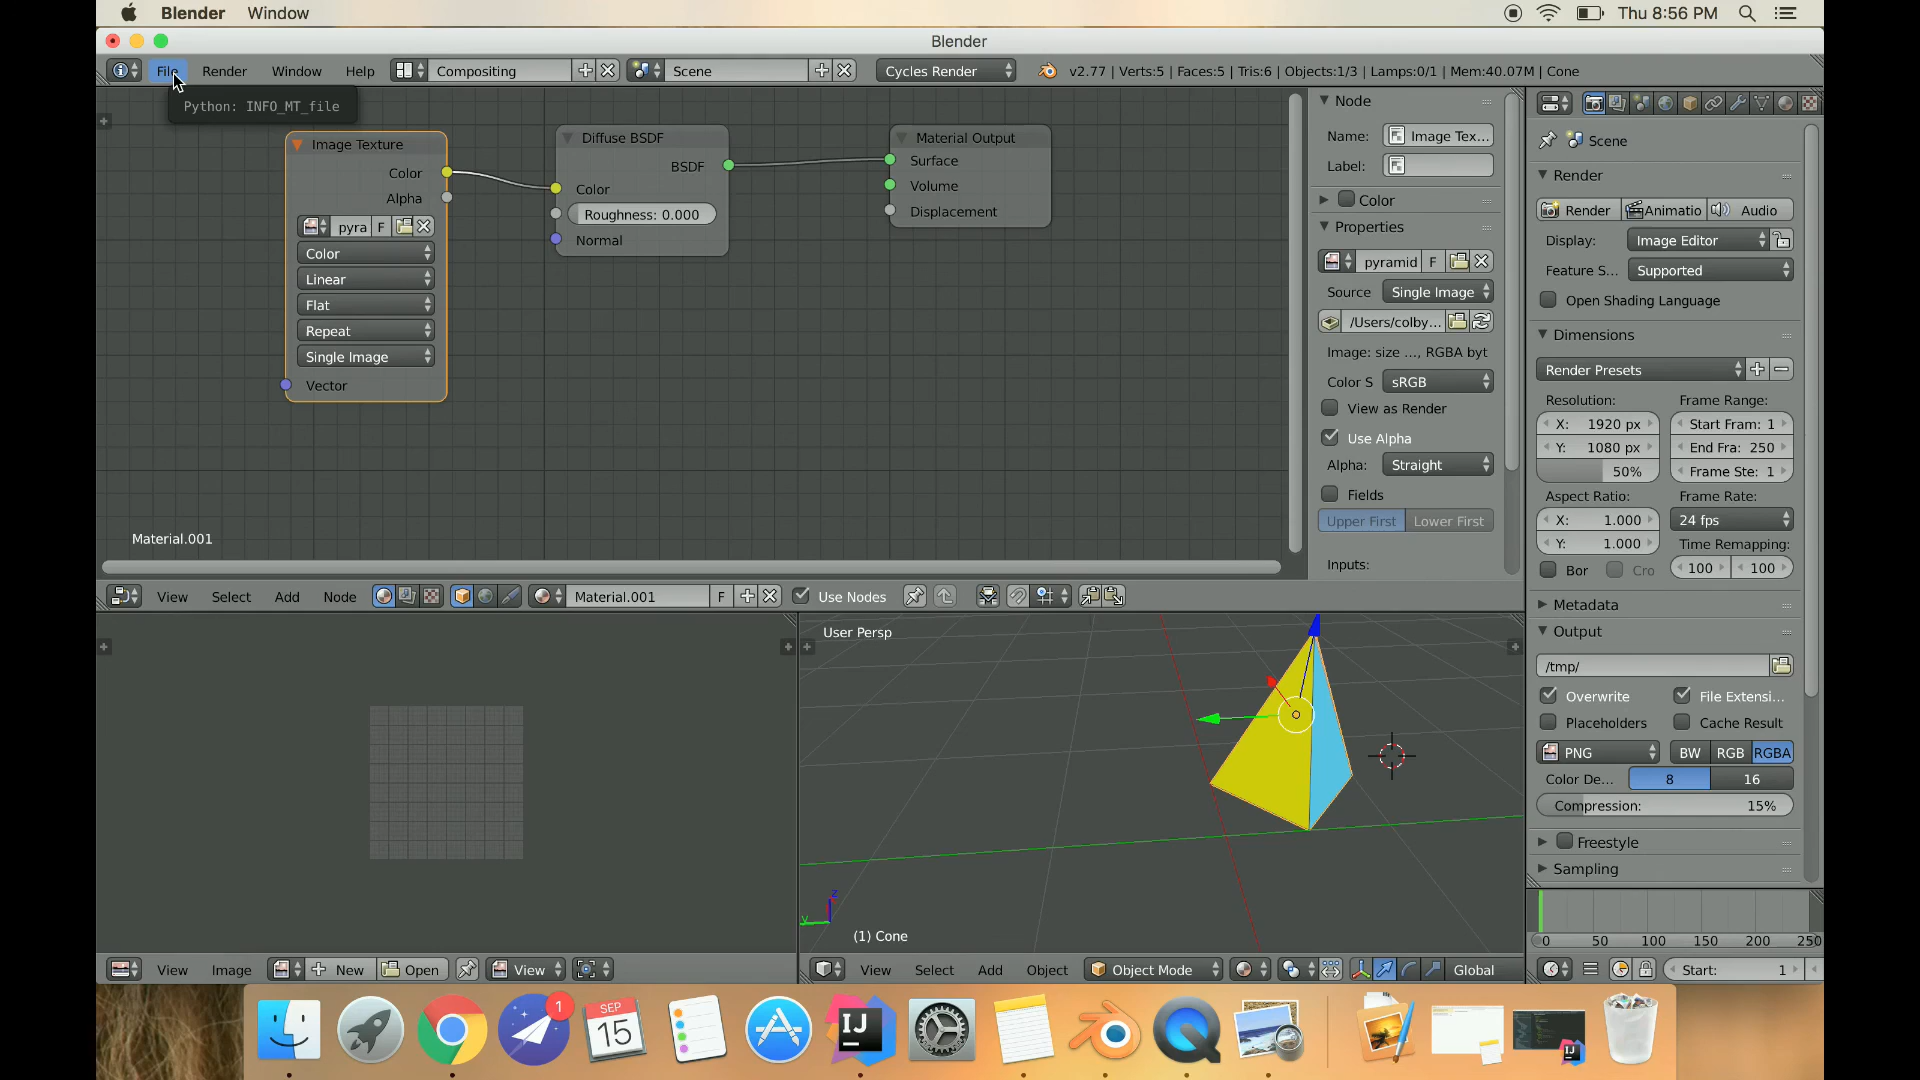 Blender Window Thu 8:56 PM
Blender
File Render Window Help Compositing Scene Cycles Render v2.77 | Verts:5 | Faces:5 | Tris:6 | Objects:1/3 | Lamps:0/1 | Mem:40.07M | Cone
Python: INFO_MT_file
Image Texture
Color
Alpha
pyra F
Color
Linear
Flat
Repeat
Single Image
Vector
Diffuse BSDF
BSDF
Color
Roughness: 0.000
Normal
Material Output
Surface
Volume
Displacement
Material.001
Node
Name: Image Tex...
Label:
Color
Properties
pyramid F
Source Single Image
/Users/colby...
Image: size ..., RGBA byt
Color S sRGB
View as Render
Use Alpha
Alpha: Straight
Fields
Upper First Lower First
Inputs:
View Select Add Node Material.001 F Use Nodes
User Persp
z
y
(1) Cone
View Image New Open View
View Select Add Object Object Mode Global
Scene
Render
Render Animatio Audio
Display: Image Editor
Feature S... Supported
Open Shading Language
Dimensions
Render Presets
Resolution: Frame Range:
X: 1920 px Start Fram: 1
Y: 1080 px End Fra: 250
50% Frame Ste: 1
Aspect Ratio: Frame Rate:
X: 1.000 24 fps
Y: 1.000 Time Remapping:
Bor Cro 100 100
Metadata
Output
/tmp/
Overwrite File Extensi...
Placeholders Cache Result
PNG BW RGB RGBA
Color De... 8 16
Compression: 15%
Freestyle
Sampling
0 50 100 150 200 250
Start: 1
1
SEP
15
IJ
IJ